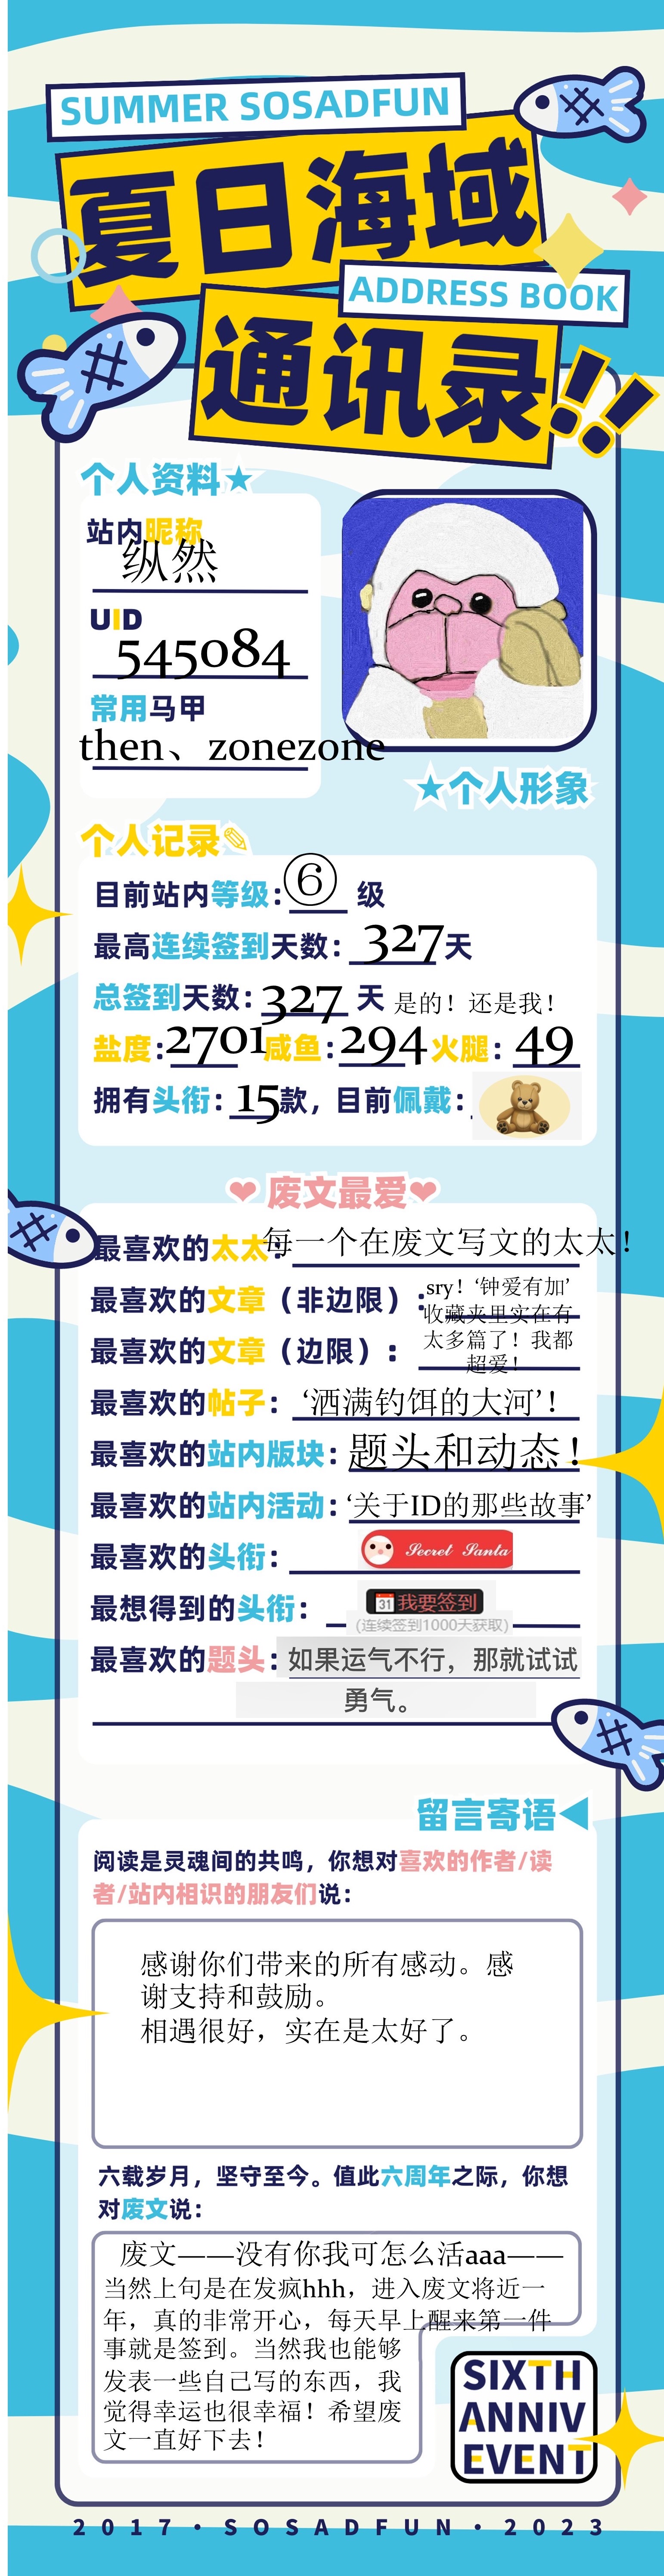 SUMMER SOSADFUN
夏日海域
ADDRESS BOOK
通讯录!!
个人资料★
站内昵称
纵然
UID
545084
常用马甲
then、zonezone
★个人形象
个人记录✎
目前站内等级：⑥ 级
最高连续签到天数：327天
总签到天数：327 天 是的！还是我！
盐度：2701咸鱼：294火腿：49
拥有头衔：15款，目前佩戴：
❤废文最爱❤
最喜欢的太太：每一个在废文写文的太太！
最喜欢的文章（非边限）：sry！‘钟爱有加’
收藏夹里实在有
最喜欢的文章（边限）：太多篇了！我都
超爱！
最喜欢的帖子：‘洒满钓饵的大河’！
最喜欢的站内版块：题头和动态！
最喜欢的站内活动：‘关于ID的那些故事’
最喜欢的头衔：Secret Santa
最想得到的头衔：31 我要签到
(连续签到1000天获取)
最喜欢的题头：如果运气不行，那就试试
勇气。
留言寄语◀
阅读是灵魂间的共鸣，你想对喜欢的作者/读
者/站内相识的朋友们说：
感谢你们带来的所有感动。感
谢支持和鼓励。
相遇很好，实在是太好了。
六载岁月，坚守至今。值此六周年之际，你想
对废文说：
废文——没有你我可怎么活aaa——
当然上句是在发疯hhh，进入废文将近一
年，真的非常开心，每天早上醒来第一件
事就是签到。当然我也能够
发表一些自己写的东西，我
觉得幸运也很幸福！希望废
文一直好下去！
SIXTH
ANNIV
EVENT
2017·SOSADFUN·2023